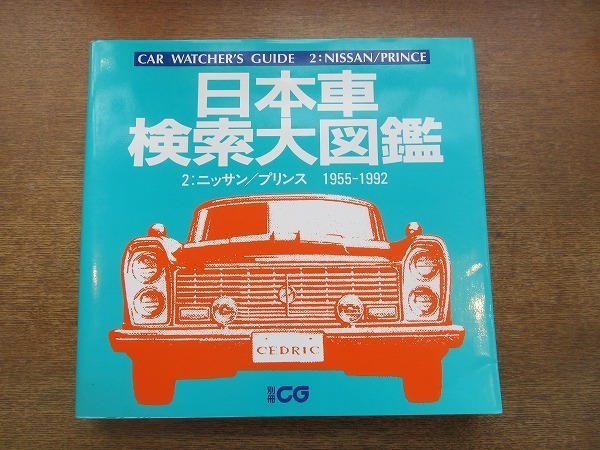 CAR WATCHER'S GUIDE 2:NISSAN/PRINCE
日本車
検索大図鑑
2:ニッサン/プリンス 1955-1992
CEDRIC
別冊CG